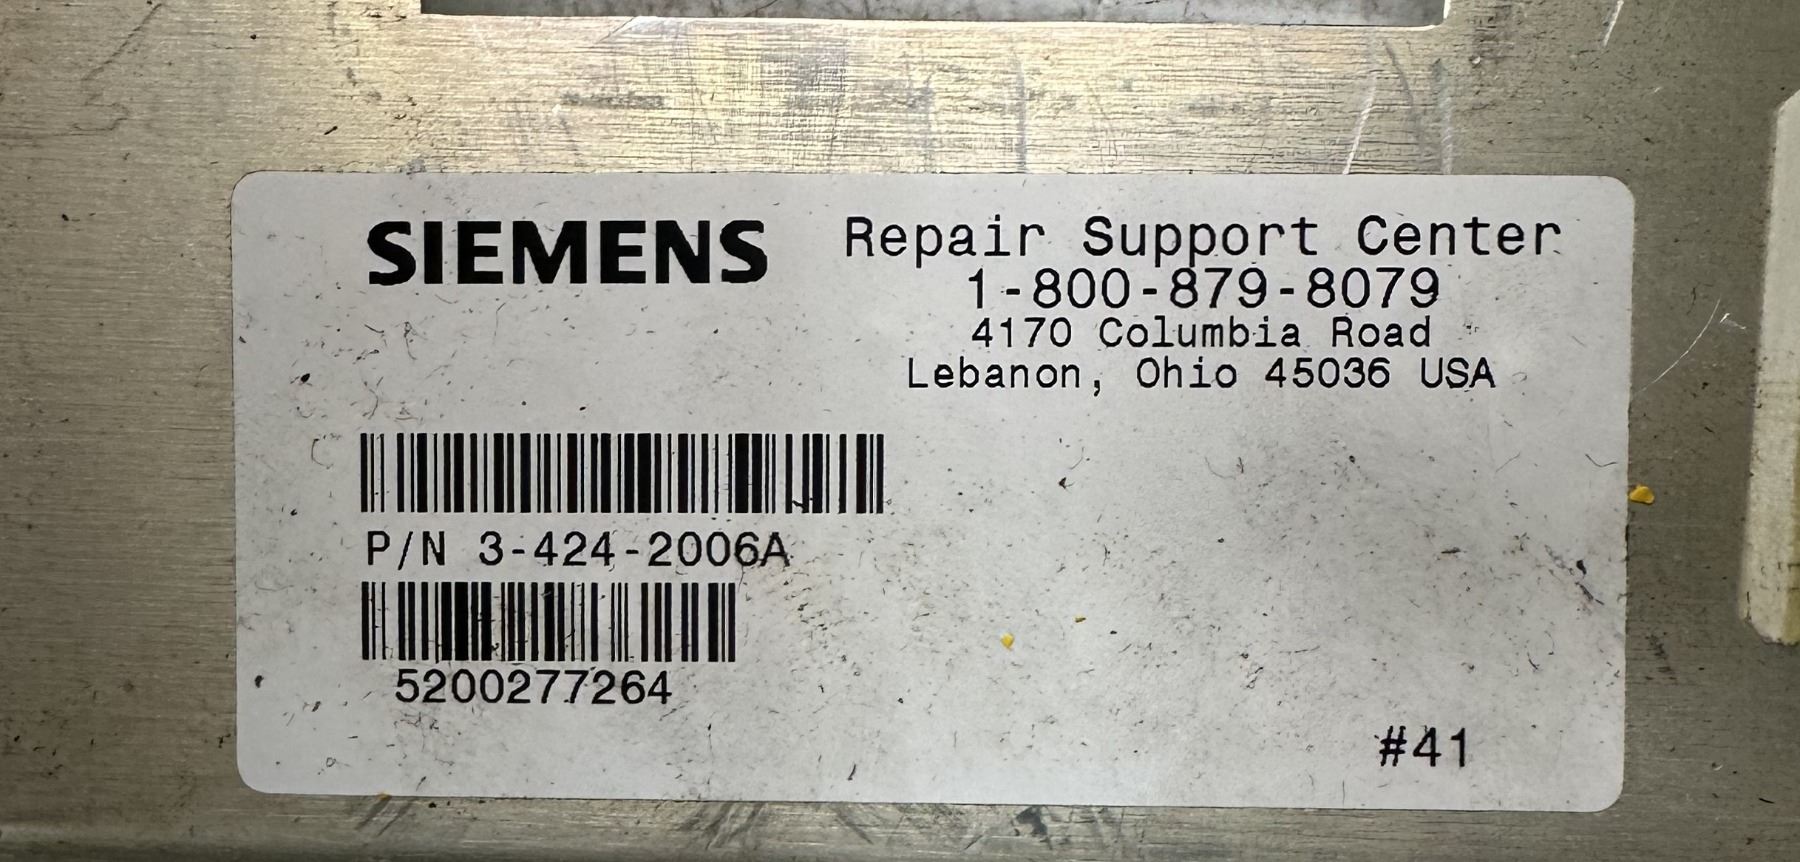 SIEMENS
Repair Support Center
1-800-879-8079
4170 Columbia Road
Lebanon, Ohio 45036 USA
P/N 3-424-2006A
5200277264
#41